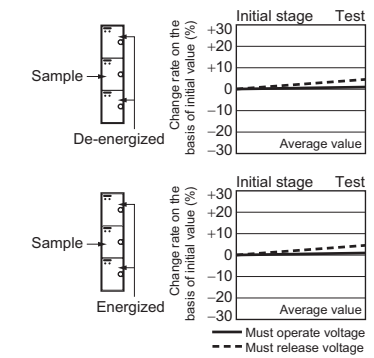 Initial stage Test
Change rate on the
basis of initial value (%)
+30
+20
+10
0
−10
−20
−30
Average value
Sample
De-energized
Initial stage Test
Change rate on the
basis of initial value (%)
+30
+20
+10
0
−10
−20
−30
Average value
Sample
Energized
Must operate voltage
Must release voltage